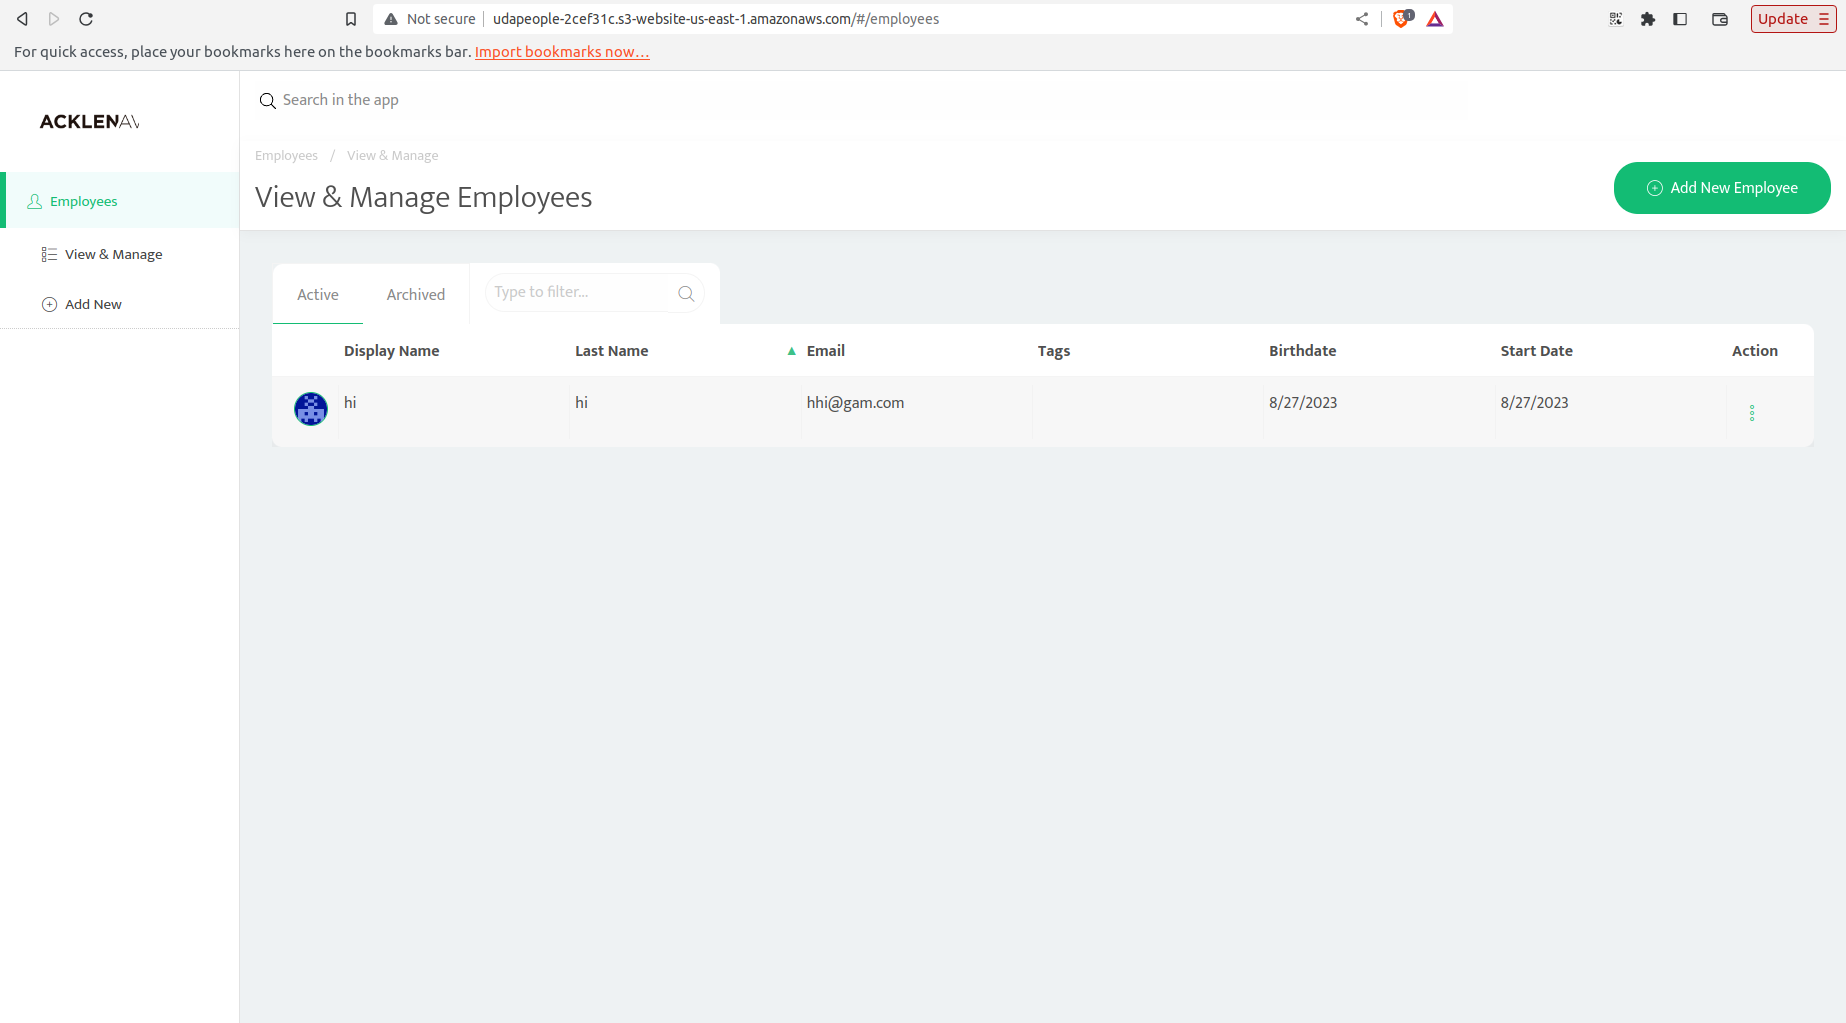 Not secure udapeople-2cef31c.s3-website-us-east-1.amazonaws.com/#/employees 1 Update
For quick access, place your bookmarks here on the bookmarks bar. Import bookmarks now...
ACKLENAV
Search in the app
Employees / View & Manage
View & Manage Employees
Add New Employee
Employees
View & Manage
Add New
Active Archived Type to filter...
Display Name Last Name ▲ Email Tags Birthdate Start Date Action
hi hi hhi@gam.com 8/27/2023 8/27/2023